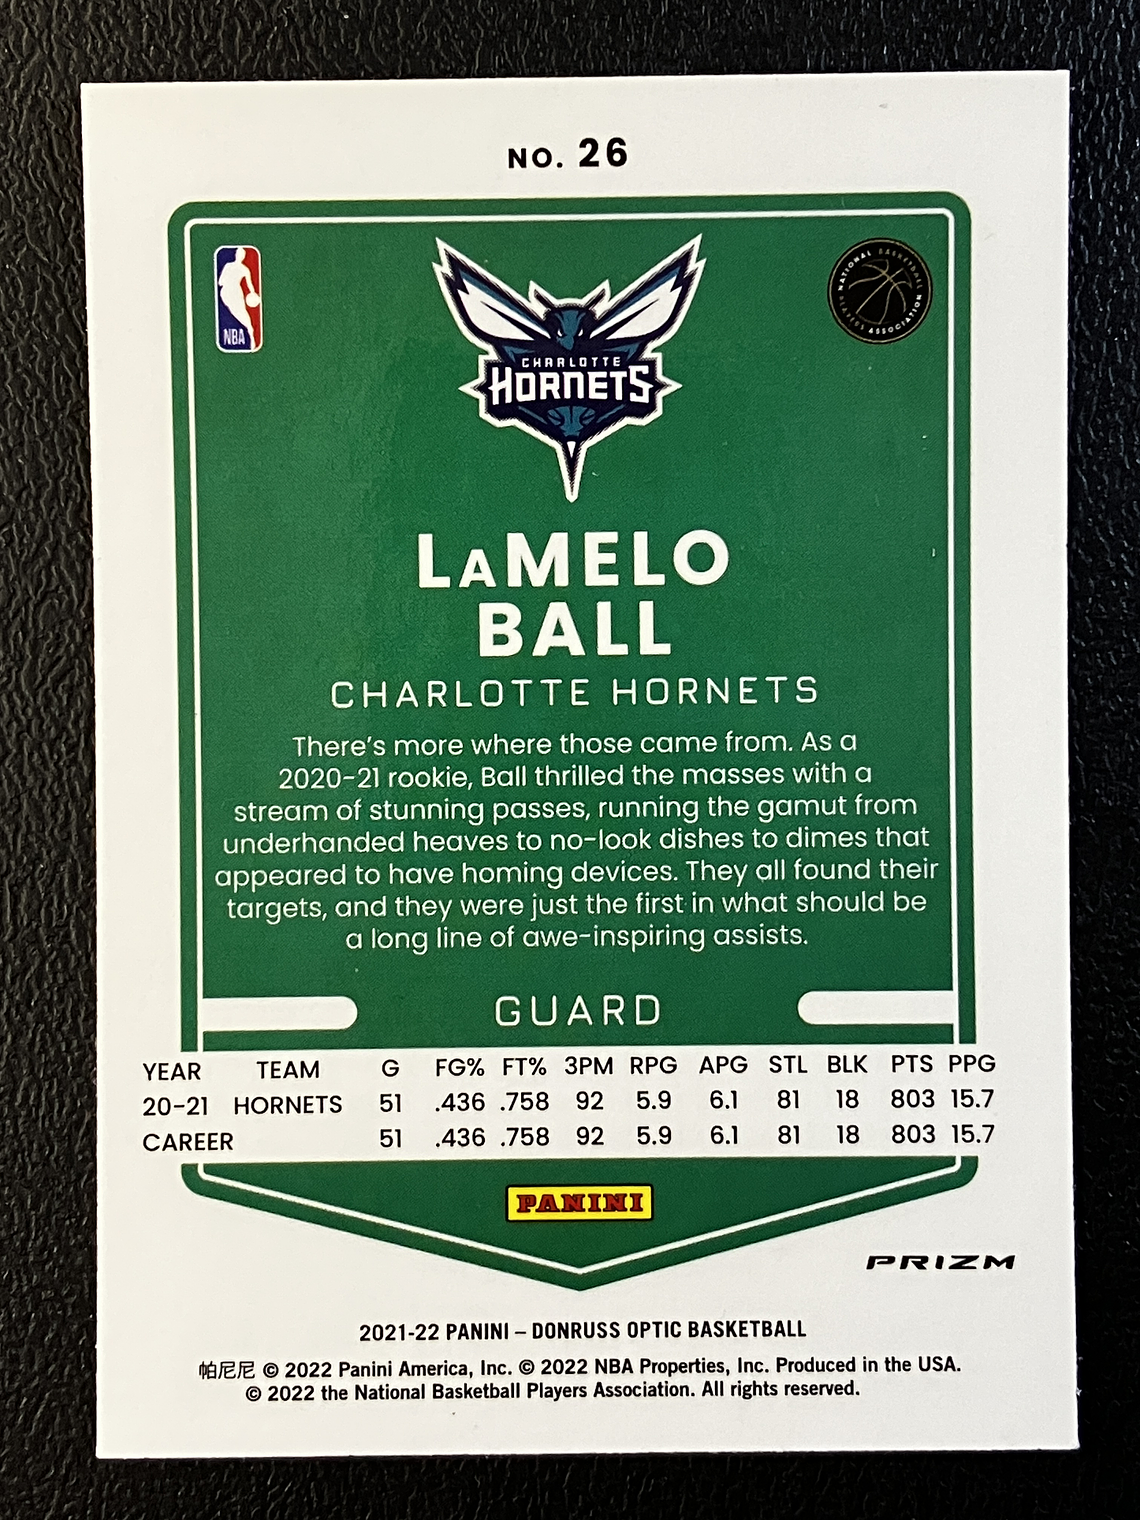 NO. 26
NBA
NATIONAL BASKETBALL
PLAYERS ASSOCIATION
CHARLOTTE
HORNETS
LaMELO
BALL
CHARLOTTE HORNETS
There's more where those came from. As a
2020-21 rookie, Ball thrilled the masses with a
stream of stunning passes, running the gamut from
underhanded heaves to no-look dishes to dimes that
appeared to have homing devices. They all found their
targets, and they were just the first in what should be
a long line of awe-inspiring assists.
GUARD
YEAR TEAM G FG% FT% 3PM RPG APG STL BLK PTS PPG
20-21 HORNETS 51 .436 .758 92 5.9 6.1 81 18 803 15.7
CAREER 51 .436 .758 92 5.9 6.1 81 18 803 15.7
PANINI
PRIZM
2021-22 PANINI – DONRUSS OPTIC BASKETBALL
帕尼尼 © 2022 Panini America, Inc. © 2022 NBA Properties, Inc. Produced in the USA.
© 2022 the National Basketball Players Association. All rights reserved.